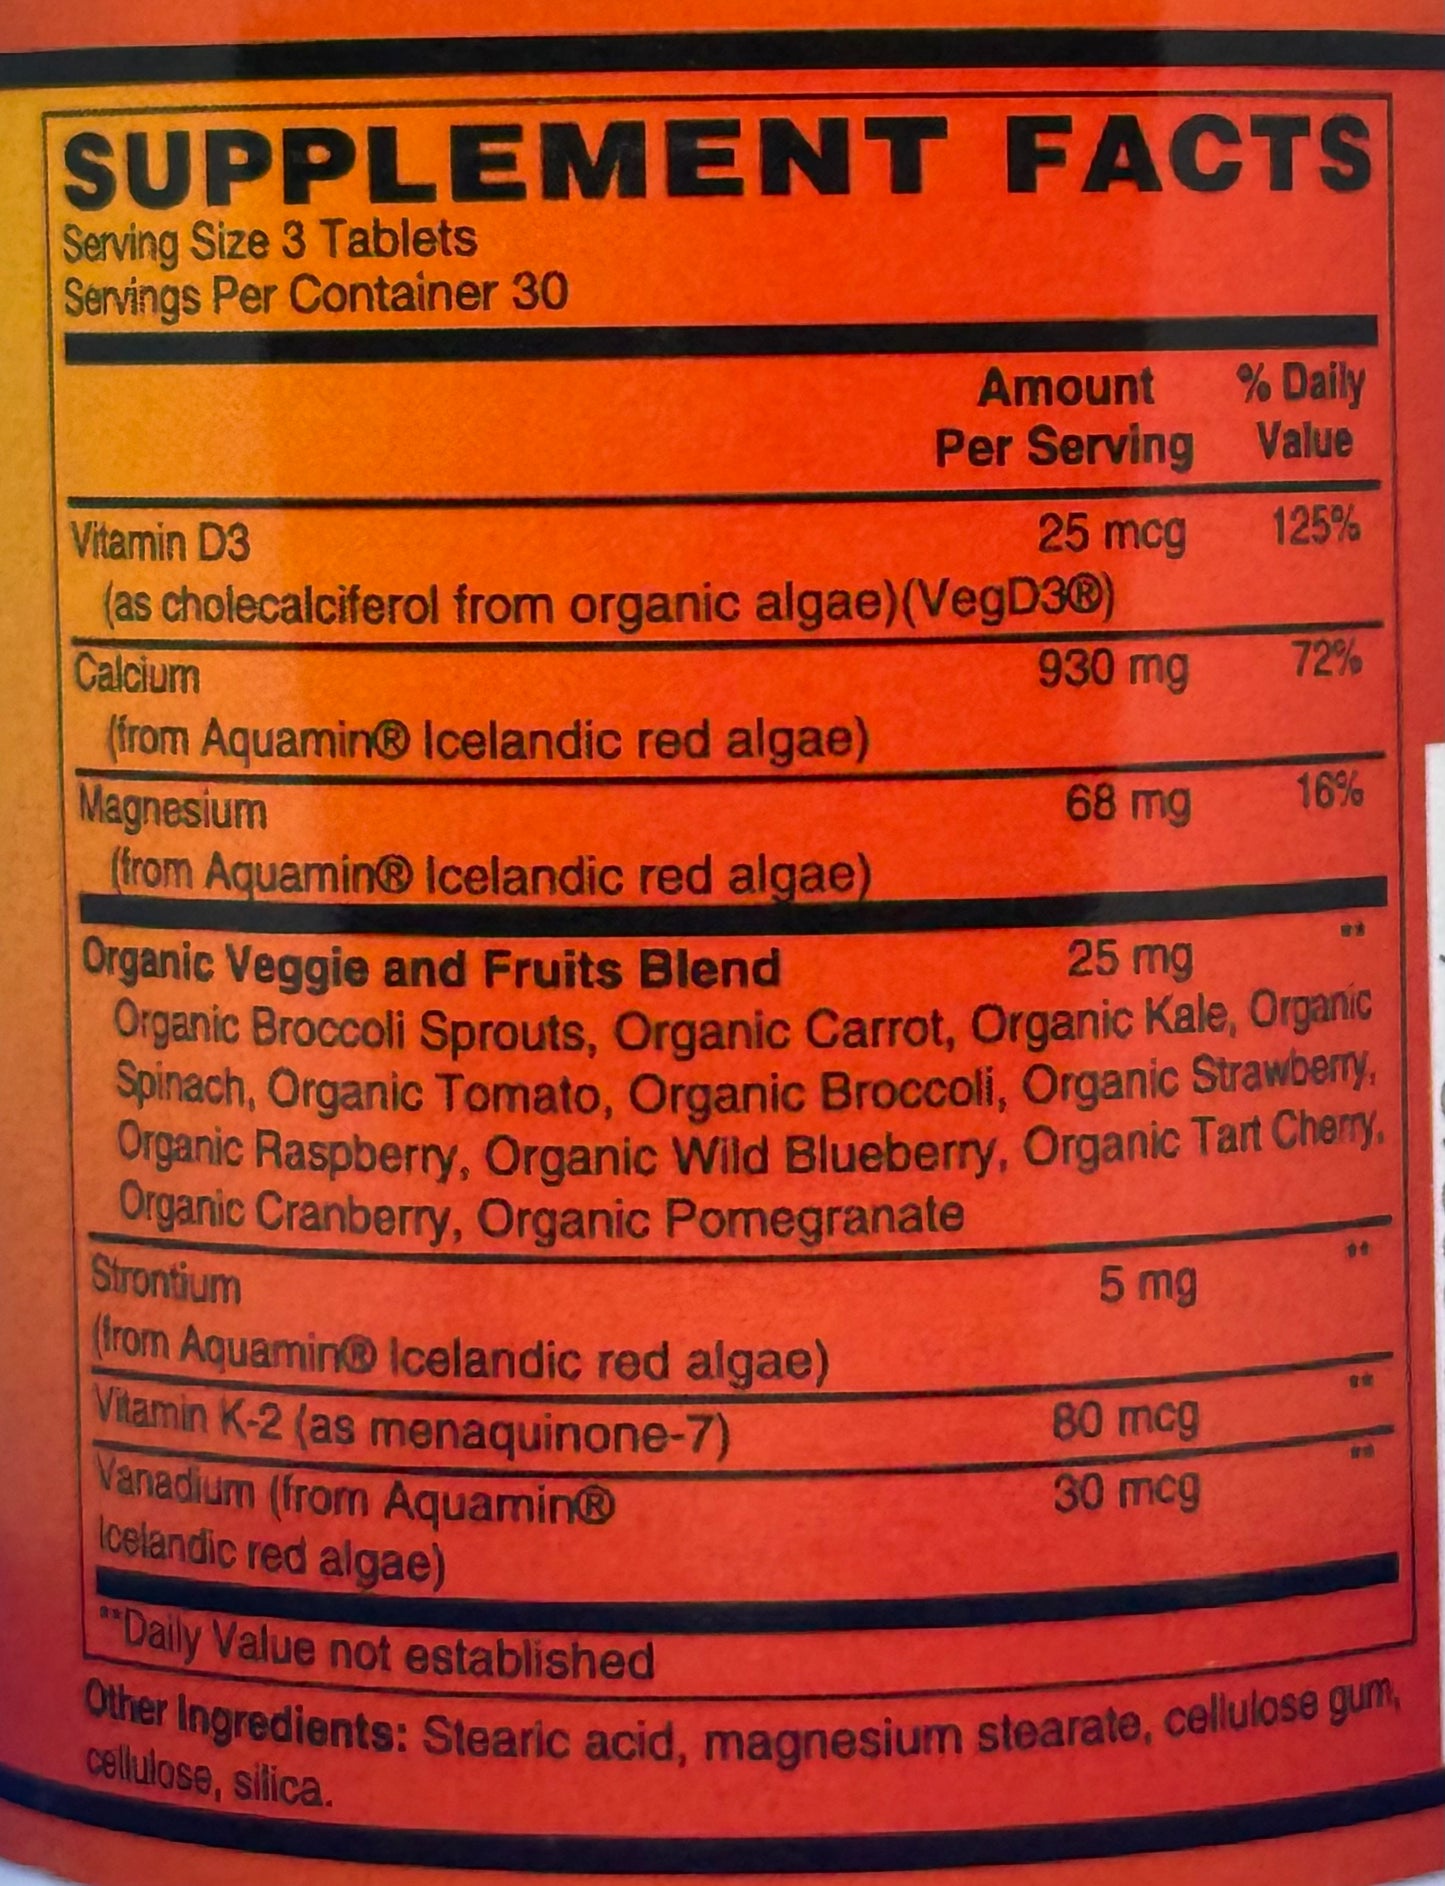 SUPPLEMENT FACTS
Serving Size 3 Tablets
Servings Per Container 30
Amount % Daily
Per Serving Value
Vitamin D3 25 mcg 125%
(as cholecalciferol from organic algae)(VegD3®)
Calcium 930 mg 72%
(from Aquamin® Icelandic red algae)
Magnesium 68 mg 16%
(from Aquamin® Icelandic red algae)
Organic Veggie and Fruits Blend 25 mg **
Organic Broccoli Sprouts, Organic Carrot, Organic Kale, Organic
Spinach, Organic Tomato, Organic Broccoli, Organic Strawberry,
Organic Raspberry, Organic Wild Blueberry, Organic Tart Cherry,
Organic Cranberry, Organic Pomegranate
Strontium 5 mg **
(from Aquamin® Icelandic red algae)
Vitamin K-2 (as menaquinone-7) 80 mcg **
Vanadium (from Aquamin® 30 mcg **
Icelandic red algae)
**Daily Value not established
Other Ingredients: Stearic acid, magnesium stearate, cellulose gum,
cellulose, silica.